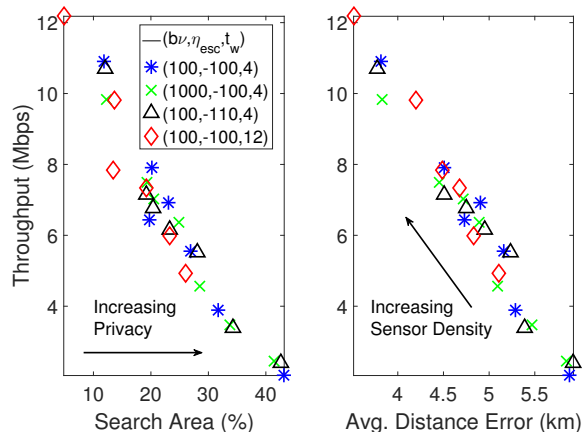 12
10
8
6
4
Throughput (Mbps)
(bν,η_esc,t_w)
(100,-100,4)
(1000,-100,4)
(100,-110,4)
(100,-100,12)
Increasing
Privacy
10 20 30 40
Search Area (%)
12
10
8
6
4
Increasing
Sensor Density
4 4.5 5 5.5
Avg. Distance Error (km)